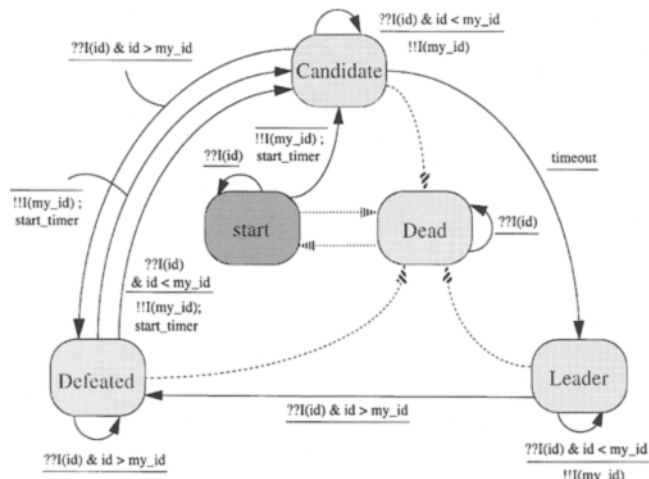 ??I(id) & id < my_id
!!I(my_id)
??I(id) & id > my_id
Candidate
!!I(my_id) ;
start_timer
??I(id)
timeout
!!I(my_id) ;
start_timer
start
Dead
??I(id)
??I(id)
& id < my_id
!!I(my_id);
start_timer
Defeated
Leader
??I(id) & id > my_id
??I(id) & id > my_id
??I(id) & id < my_id
!!I(my_id)